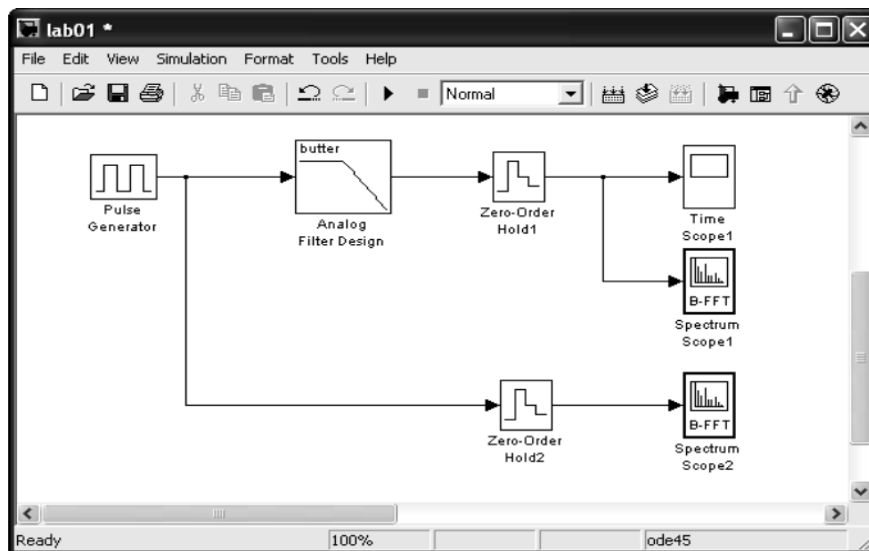 lab01 *
File Edit View Simulation Format Tools Help
Normal
butter
Pulse
Generator
Analog
Filter Design
Zero-Order
Hold1
Time
Scope1
B-FFT
Spectrum
Scope1
Zero-Order
Hold2
B-FFT
Spectrum
Scope2
Ready 100% ode45